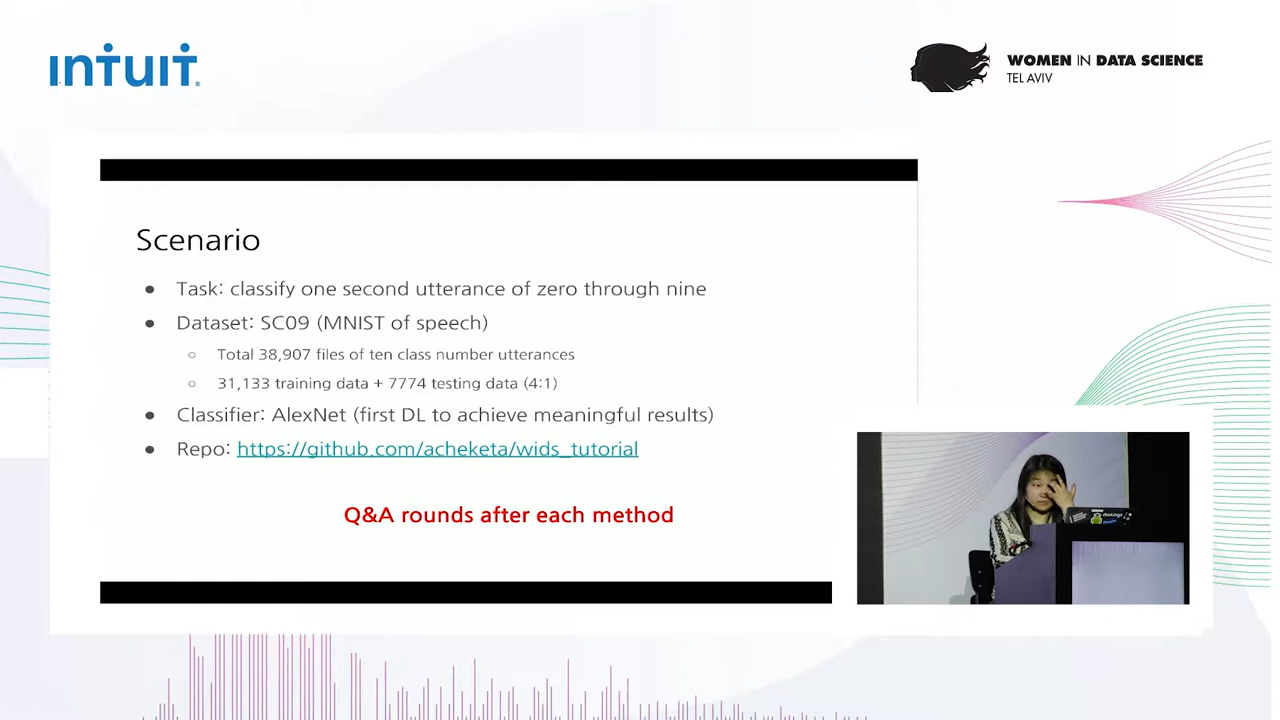 INTUIT
WOMEN IN DATA SCIENCE
TEL AVIV
Scenario
● Task: classify one second utterance of zero through nine
● Dataset: SC09 (MNIST of speech)
○ Total 38,907 files of ten class number utterances
○ 31,133 training data + 7774 testing data (4:1)
● Classifier: AlexNet (first DL to achieve meaningful results)
● Repo: https://github.com/acheketa/wids_tutorial
Q&A rounds after each method